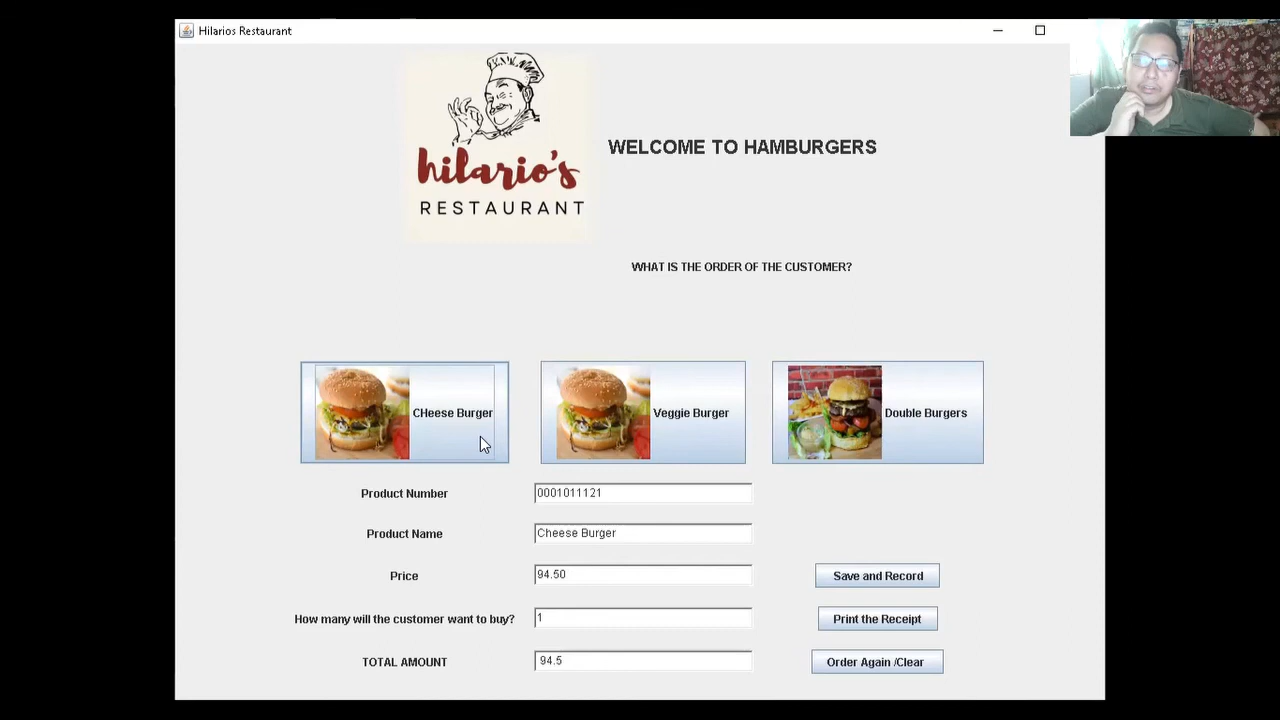 Hilarios Restaurant
hilario's
RESTAURANT
WELCOME TO HAMBURGERS
WHAT IS THE ORDER OF THE CUSTOMER?
CHeese Burger
Veggie Burger
Double Burgers
Product Number
0001011121
Product Name
Cheese Burger
Price
94.50
Save and Record
How many will the customer want to buy?
1
Print the Receipt
TOTAL AMOUNT
94.5
Order Again /Clear